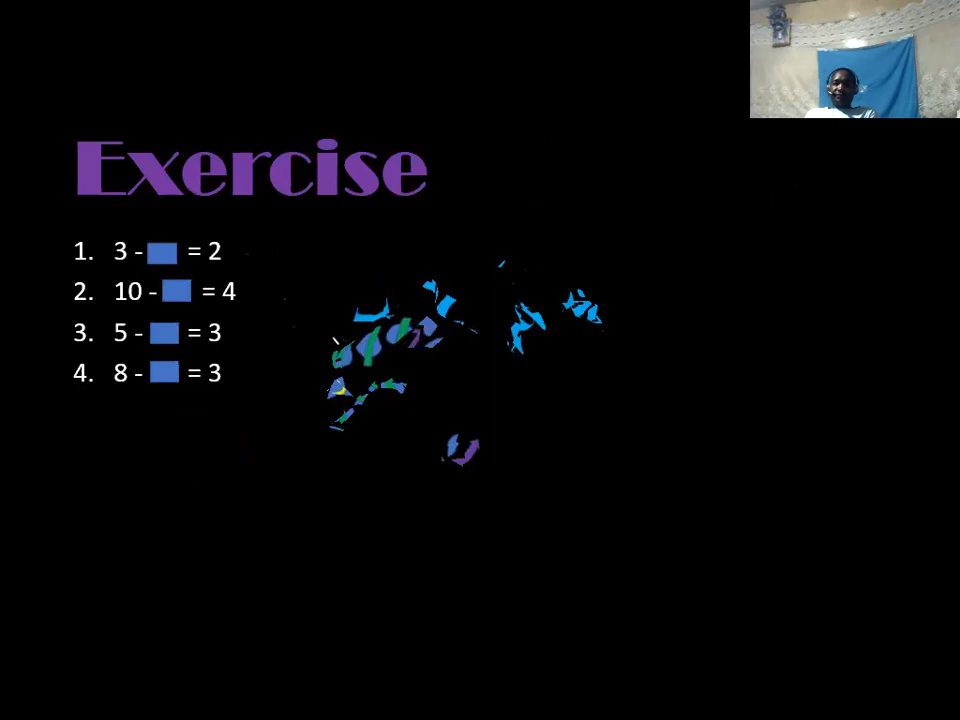 Exercise
1. 3 - = 2
2. 10 - = 4
3. 5 - = 3
4. 8 - = 3